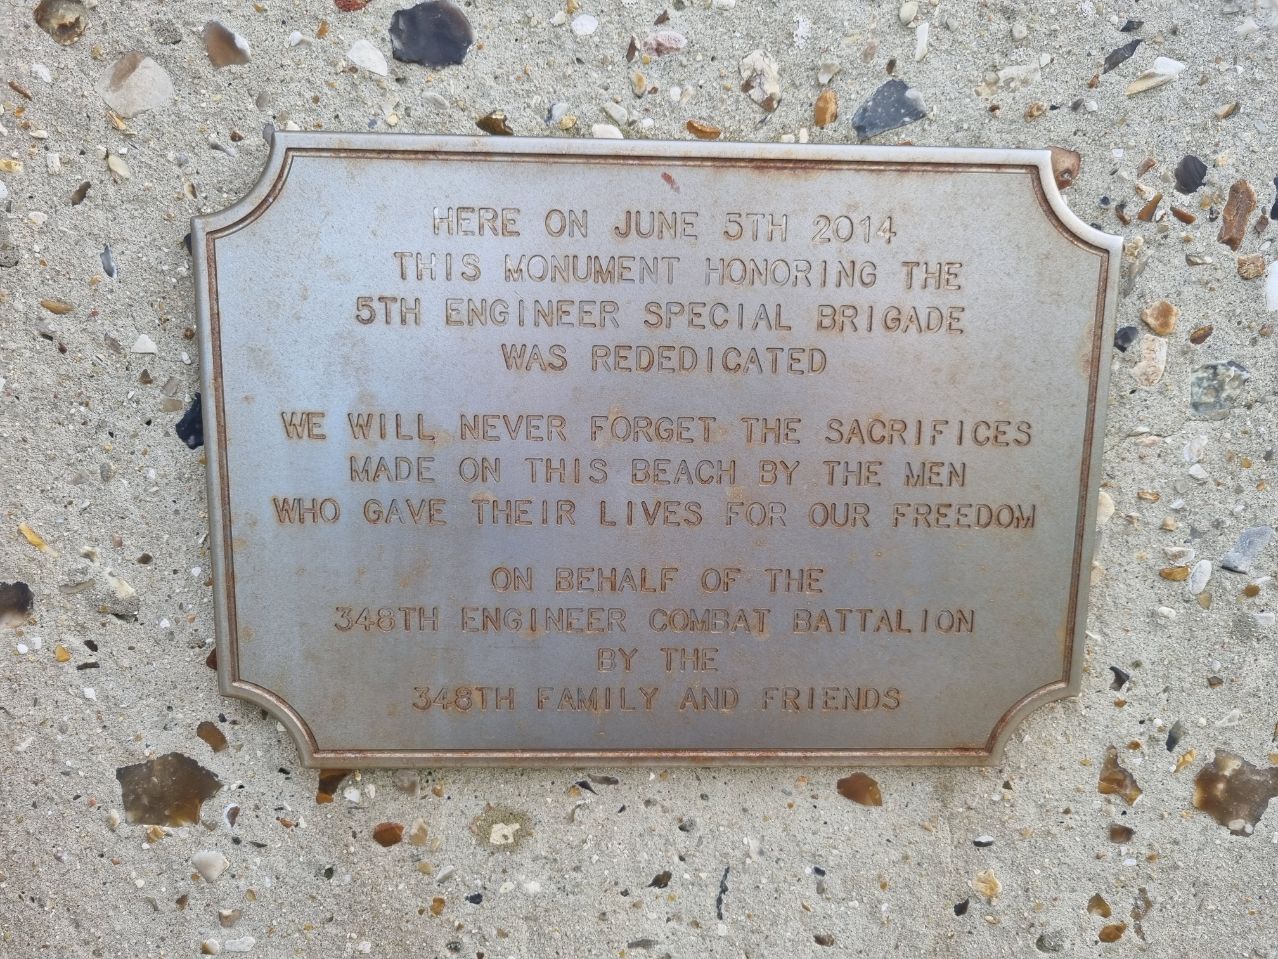 HERE ON JUNE 5TH 2014
THIS MONUMENT HONORING THE
5TH ENGINEER SPECIAL BRIGADE
WAS REDEDICATED
WE WILL NEVER FORGET THE SACRIFICES
MADE ON THIS BEACH BY THE MEN
WHO GAVE THEIR LIVES FOR OUR FREEDOM
ON BEHALF OF THE
348TH ENGINEER COMBAT BATTALION
BY THE
348TH FAMILY AND FRIENDS